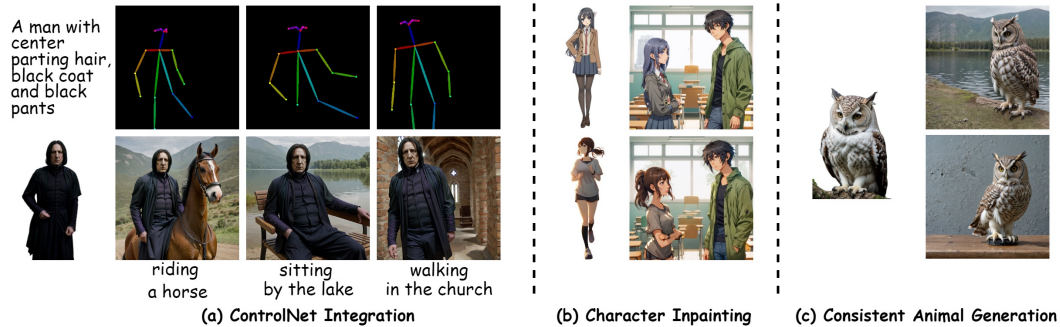 A man with
center
parting hair,
black coat
and black
pants
riding
a horse
sitting
by the lake
walking
in the church
(a) ControlNet Integration
(b) Character Inpainting
(c) Consistent Animal Generation